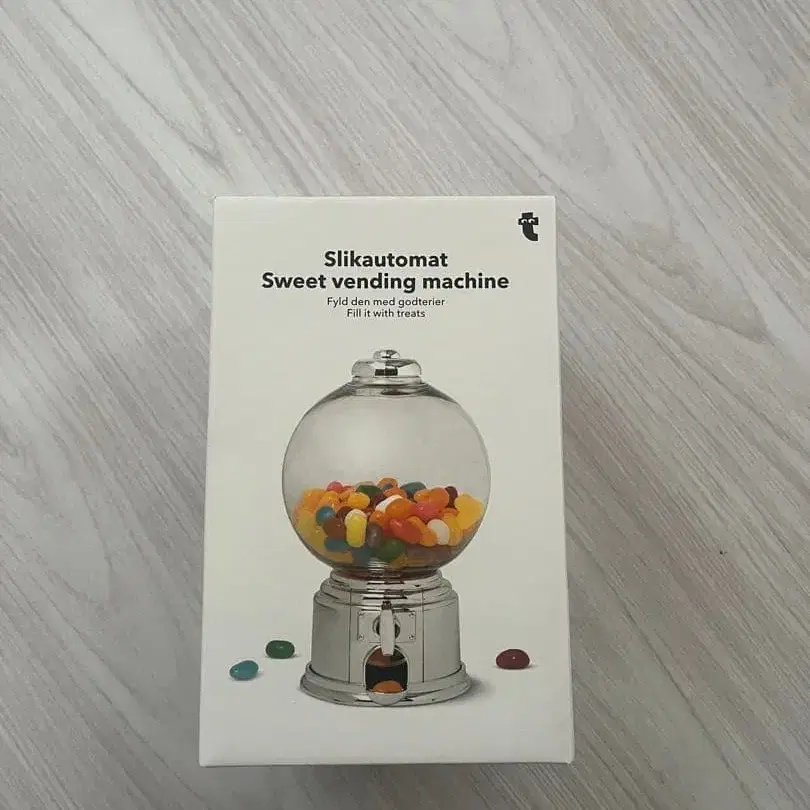 t
Slikautomat
Sweet vending machine
Fyld den med godterier
Fill it with treats